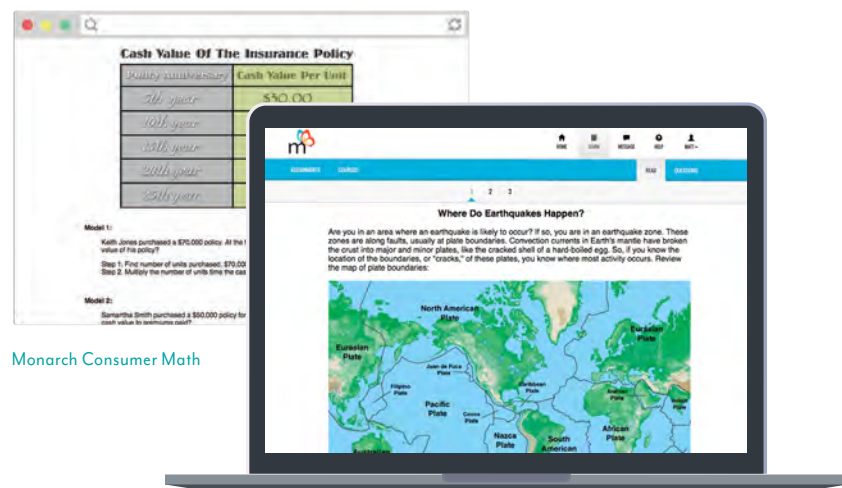 Cash Value Of The Insurance Policy
Policy Anniversary Cash Value Per Unit
5th year $50.00
10th year
15th year
20th year
25th year
Model 1:
Keith Jones purchased a $70,000 policy. At the
value of his policy?
Step 1: Find number of units purchased. $70,00
Step 2. Multiply the number of units time the cas
Model 2:
Samantha Smith purchased a $50,000 policy for
cash value to premiums paid?
Monarch Consumer Math
m
HOME
MESSAGE
HELP
MATT
ASSIGNMENTS COURSES
READ QUESTIONS
1 2 3
Where Do Earthquakes Happen?
Are you in an area where an earthquake is likely to occur? If so, you are in an earthquake zone. These
zones are along faults, usually at plate boundaries. Convection currents in Earth's mantle have broken
the crust into major and minor plates, like the cracked shell of a hard-boiled egg. So, if you know the
location of the boundaries, or "cracks," of these plates, you know where most activity occurs. Review
the map of plate boundaries:
North American
Plate
Eurasian
Plate
Eurasian
Plate
Juan de Fuca
Plate
Caribbean
Plate
Filipino
Plate
Arabian
Plate
Indian
Plate
Pacific
Plate
Cocos
Plate
African
Plate
Nazca
Plate
South
American
Australian